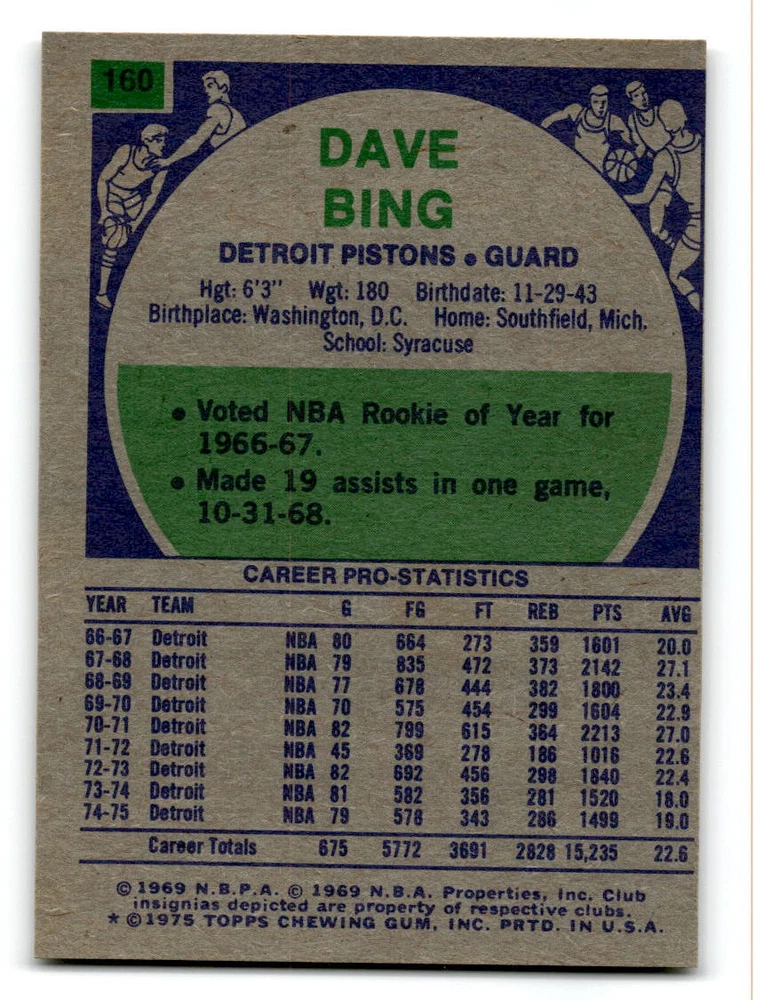 160
DAVE
BING
DETROIT PISTONS • GUARD
Hgt: 6'3" Wgt: 180 Birthdate: 11-29-43
Birthplace: Washington, D.C. Home: Southfield, Mich.
School: Syracuse
• Voted NBA Rookie of Year for
1966-67.
• Made 19 assists in one game,
10-31-68.
CAREER PRO-STATISTICS
YEAR TEAM G FG FT REB PTS AVG
66-67 Detroit NBA 80 664 273 359 1601 20.0
67-68 Detroit NBA 79 835 472 373 2142 27.1
68-69 Detroit NBA 77 678 444 382 1800 23.4
69-70 Detroit NBA 70 575 454 299 1604 22.9
70-71 Detroit NBA 82 799 615 364 2213 27.0
71-72 Detroit NBA 45 369 278 186 1016 22.6
72-73 Detroit NBA 82 692 456 298 1840 22.4
73-74 Detroit NBA 81 582 356 281 1520 18.0
74-75 Detroit NBA 79 578 343 286 1499 19.0
Career Totals 675 5772 3691 2828 15,235 22.6
© 1969 N.B.P.A. © 1969 N.B.A. Properties, Inc. Club
insignias depicted are property of respective clubs.
* © 1975 TOPPS CHEWING GUM, INC. PRTD. IN U.S.A.